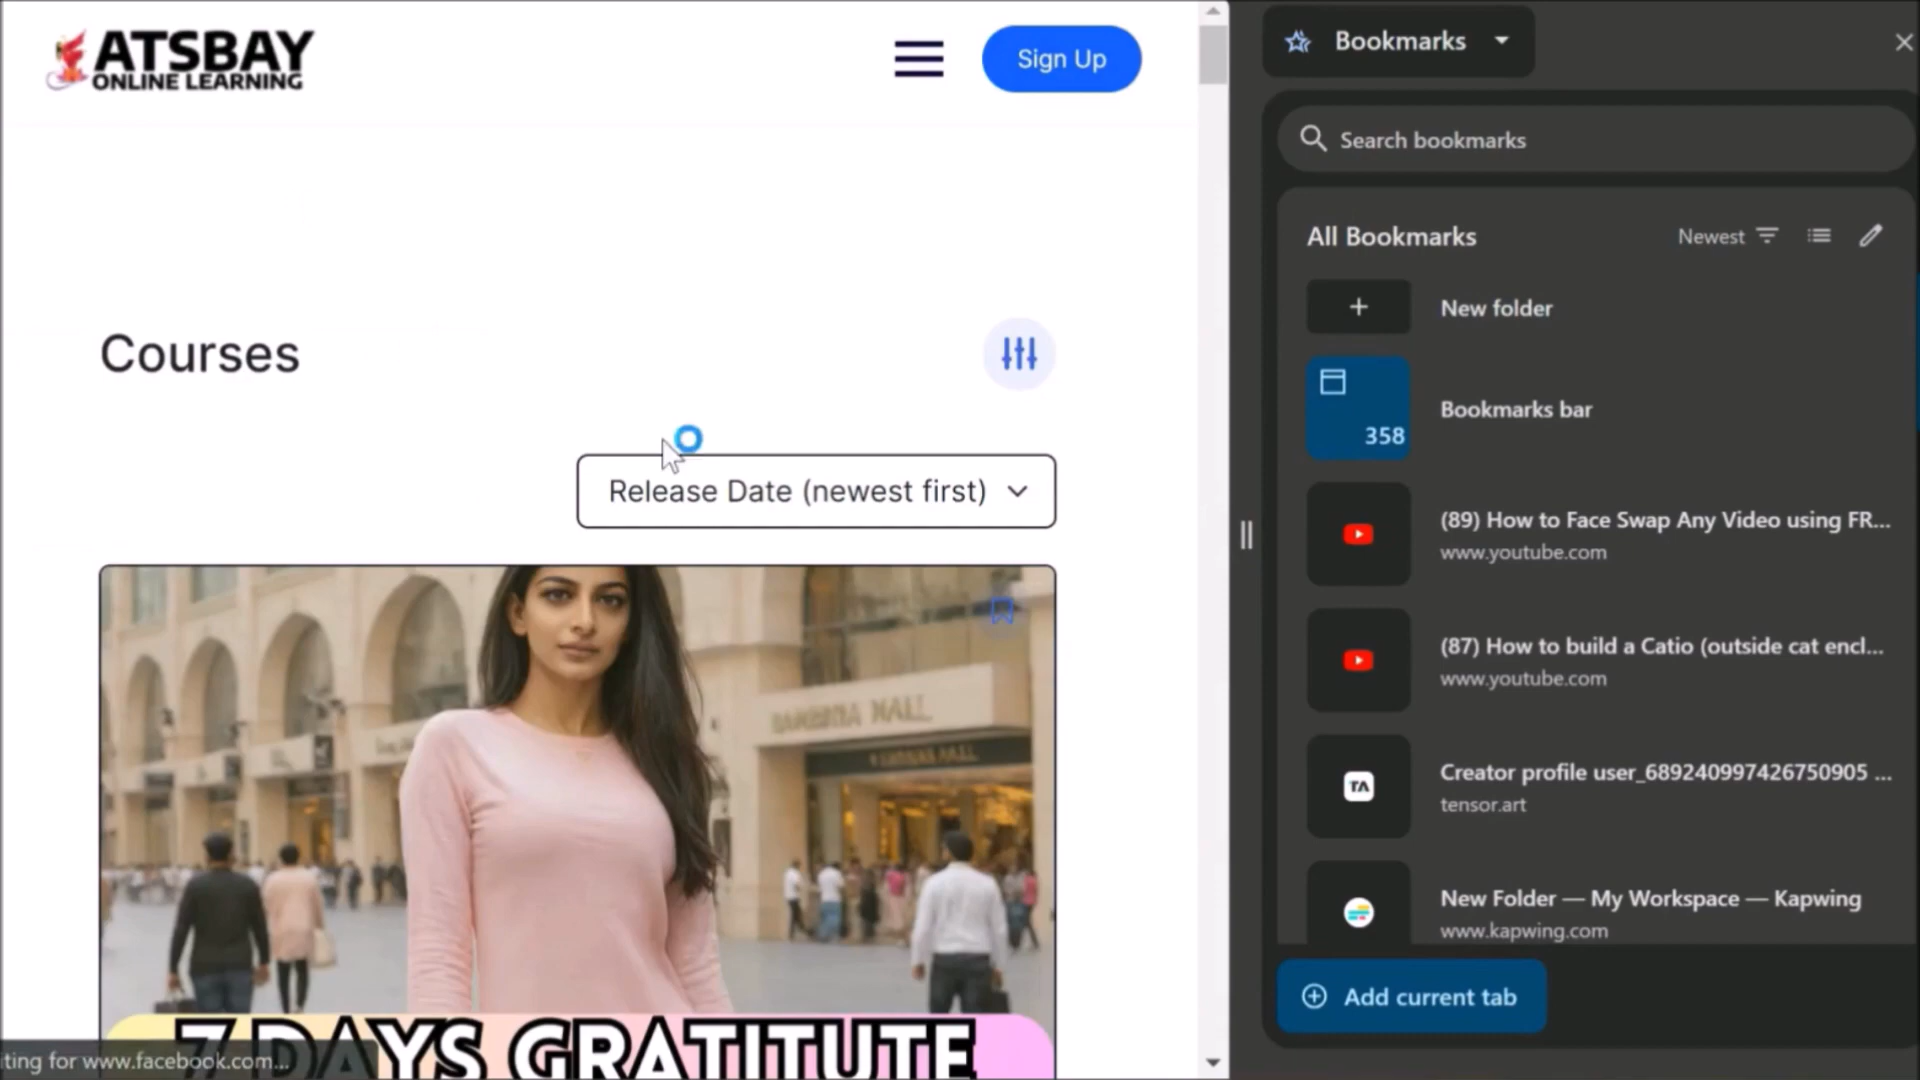 ATSBAY
ONLINE LEARNING
Sign Up
Courses
Release Date (newest first)
7 DAYS GRATITUTE
ting for www.facebook.com...
Bookmarks
Search bookmarks
All Bookmarks
Newest
New folder
358
Bookmarks bar
(89) How to Face Swap Any Video using FR...
www.youtube.com
(87) How to build a Catio (outside cat encl...
www.youtube.com
TA
Creator profile user_689240997426750905 ...
tensor.art
New Folder — My Workspace — Kapwing
www.kapwing.com
Add current tab